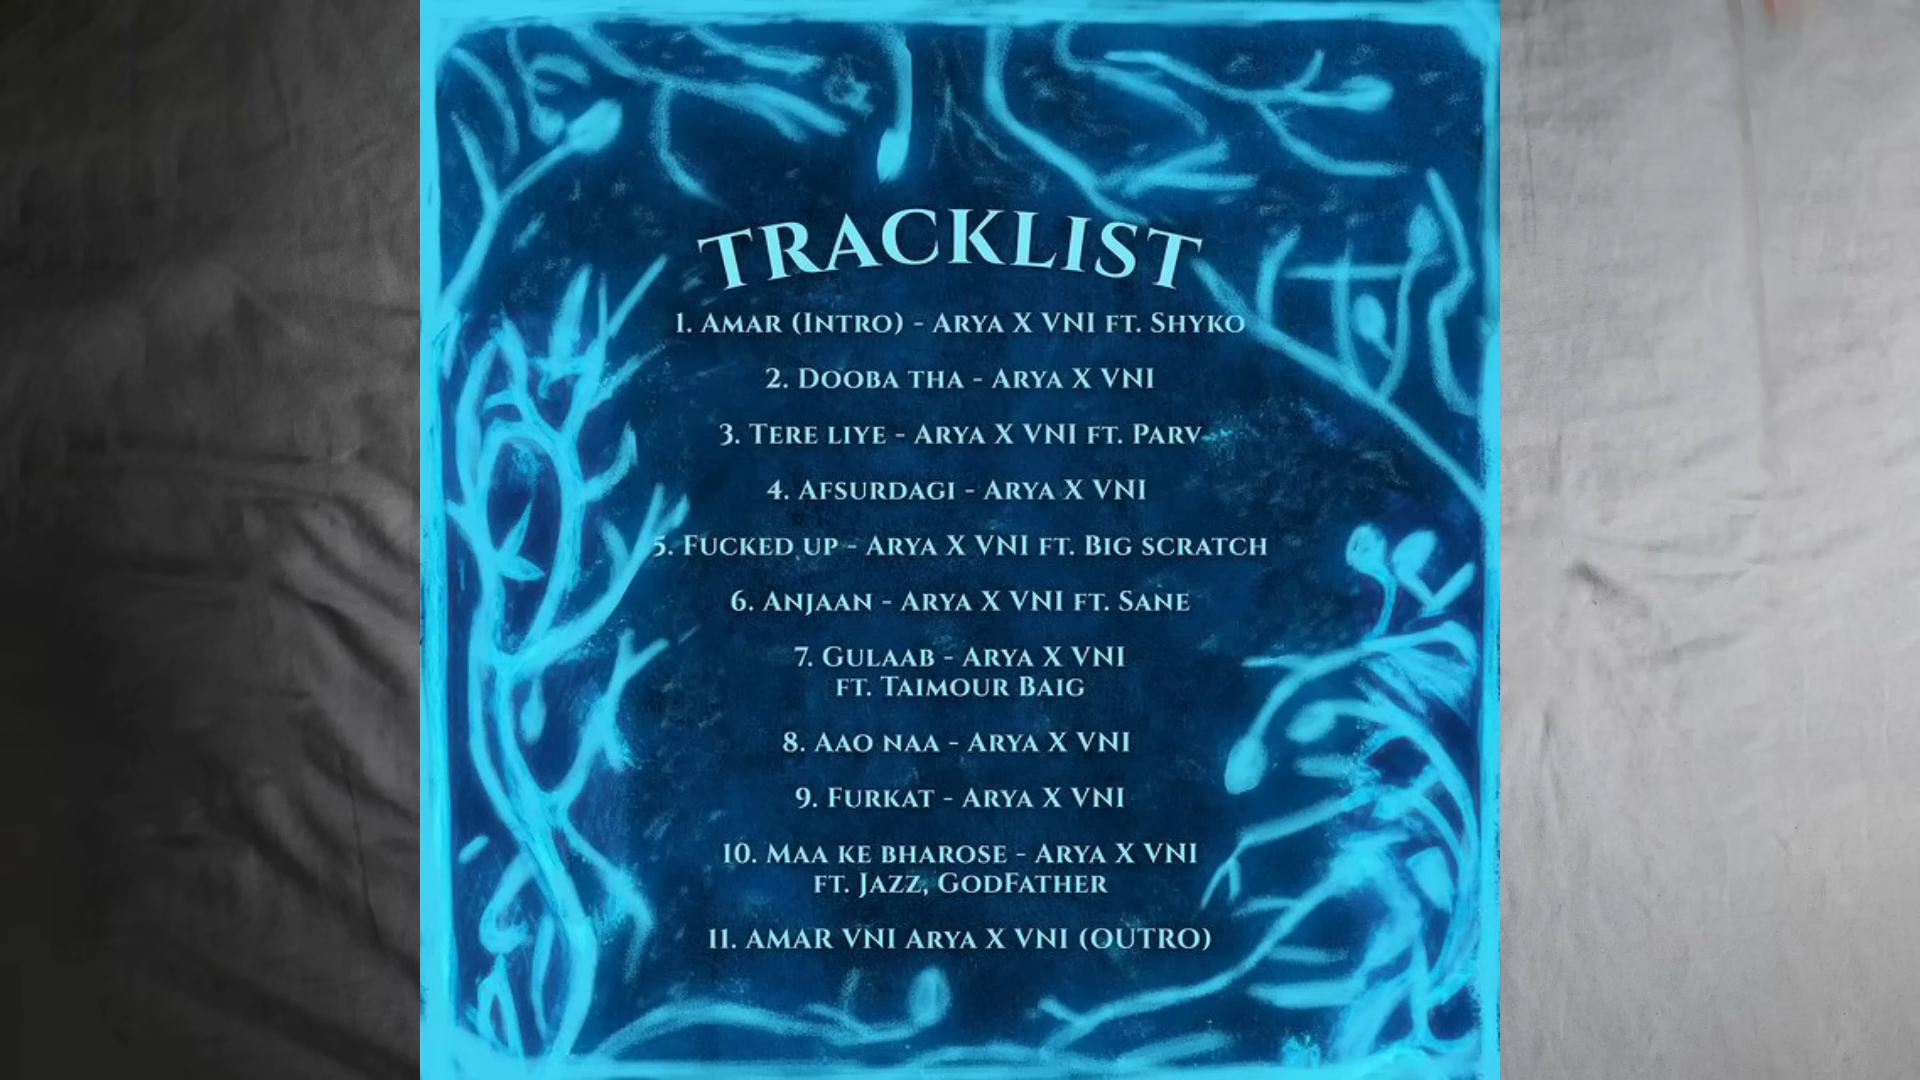 TRACKLIST
1. Amar (Intro) - Arya X VNI ft. Shyko
2. Dooba tha - Arya X VNI
3. Tere liye - Arya X VNI ft. Parv
4. Afsurdagi - Arya X VNI
5. Fucked up - Arya X VNI ft. Big scratch
6. Anjaan - Arya X VNI ft. Sane
7. Gulaab - Arya X VNI
ft. Taimour Baig
8. Aao naa - Arya X VNI
9. Furkat - Arya X VNI
10. Maa ke bharose - Arya X VNI
ft. Jazz, GodFather
11. AMAR VNI Arya X VNI (OUTRO)